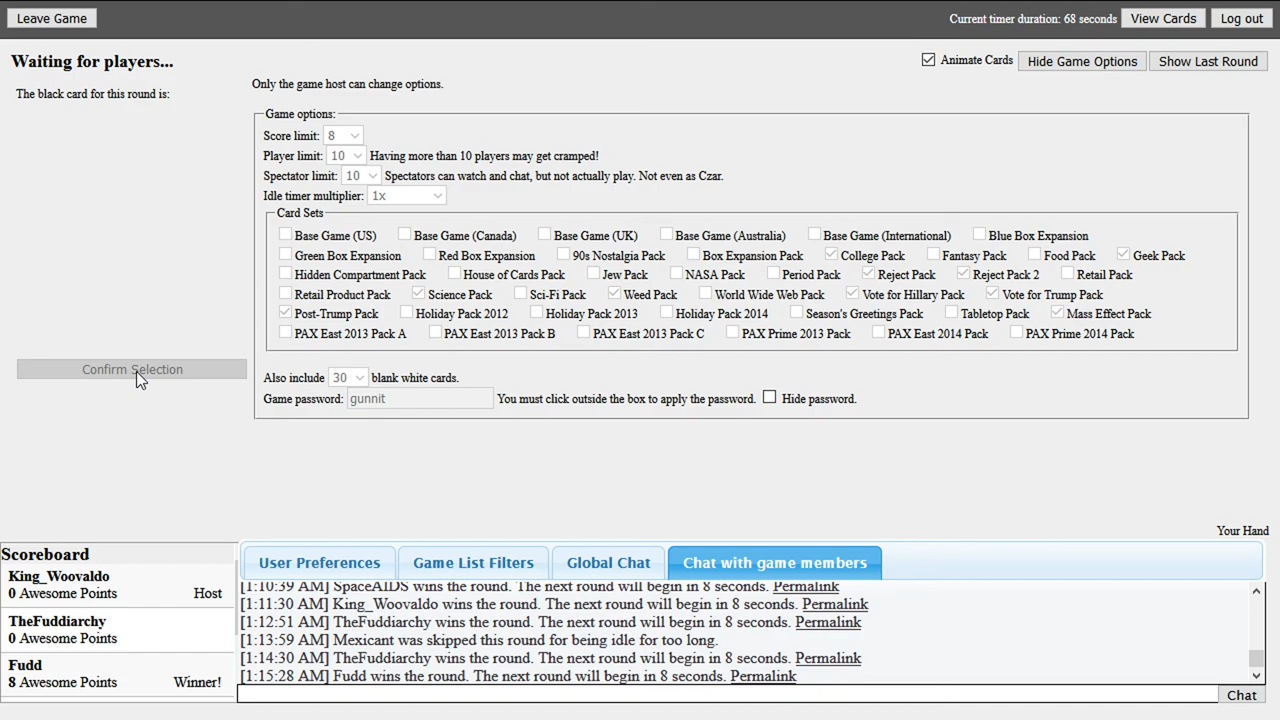 Leave Game
Current timer duration: 68 seconds
View Cards
Log out
Waiting for players...
Animate Cards
Hide Game Options
Show Last Round
The black card for this round is:
Only the game host can change options.
Game options:
Score limit: 8
Player limit: 10 Having more than 10 players may get cramped!
Spectator limit: 10 Spectators can watch and chat, but not actually play. Not even as Czar.
Idle timer multiplier: 1x
Card Sets
Base Game (US) Base Game (Canada) Base Game (UK) Base Game (Australia) Base Game (International) Blue Box Expansion
Green Box Expansion Red Box Expansion 90s Nostalgia Pack Box Expansion Pack College Pack Fantasy Pack Food Pack Geek Pack
Hidden Compartment Pack House of Cards Pack Jew Pack NASA Pack Period Pack Reject Pack Reject Pack 2 Retail Pack
Retail Product Pack Science Pack Sci-Fi Pack Weed Pack World Wide Web Pack Vote for Hillary Pack Vote for Trump Pack
Post-Trump Pack Holiday Pack 2012 Holiday Pack 2013 Holiday Pack 2014 Season's Greetings Pack Tabletop Pack Mass Effect Pack
PAX East 2013 Pack A PAX East 2013 Pack B PAX East 2013 Pack C PAX Prime 2013 Pack PAX East 2014 Pack PAX Prime 2014 Pack
Confirm Selection
Also include 30 blank white cards.
Game password: gunnit You must click outside the box to apply the password. Hide password.
Your Hand
Scoreboard
King_Woovaldo
0 Awesome Points Host
TheFuddiarchy
0 Awesome Points
Fudd
8 Awesome Points Winner!
User Preferences
Game List Filters
Global Chat
Chat with game members
[1:10:39 AM] SpaceAIDS wins the round. The next round will begin in 8 seconds. Permalink
[1:11:30 AM] King_Woovaldo wins the round. The next round will begin in 8 seconds. Permalink
[1:12:51 AM] TheFuddiarchy wins the round. The next round will begin in 8 seconds. Permalink
[1:13:59 AM] Mexicant was skipped this round for being idle for too long.
[1:14:30 AM] TheFuddiarchy wins the round. The next round will begin in 8 seconds. Permalink
[1:15:28 AM] Fudd wins the round. The next round will begin in 8 seconds. Permalink
Chat